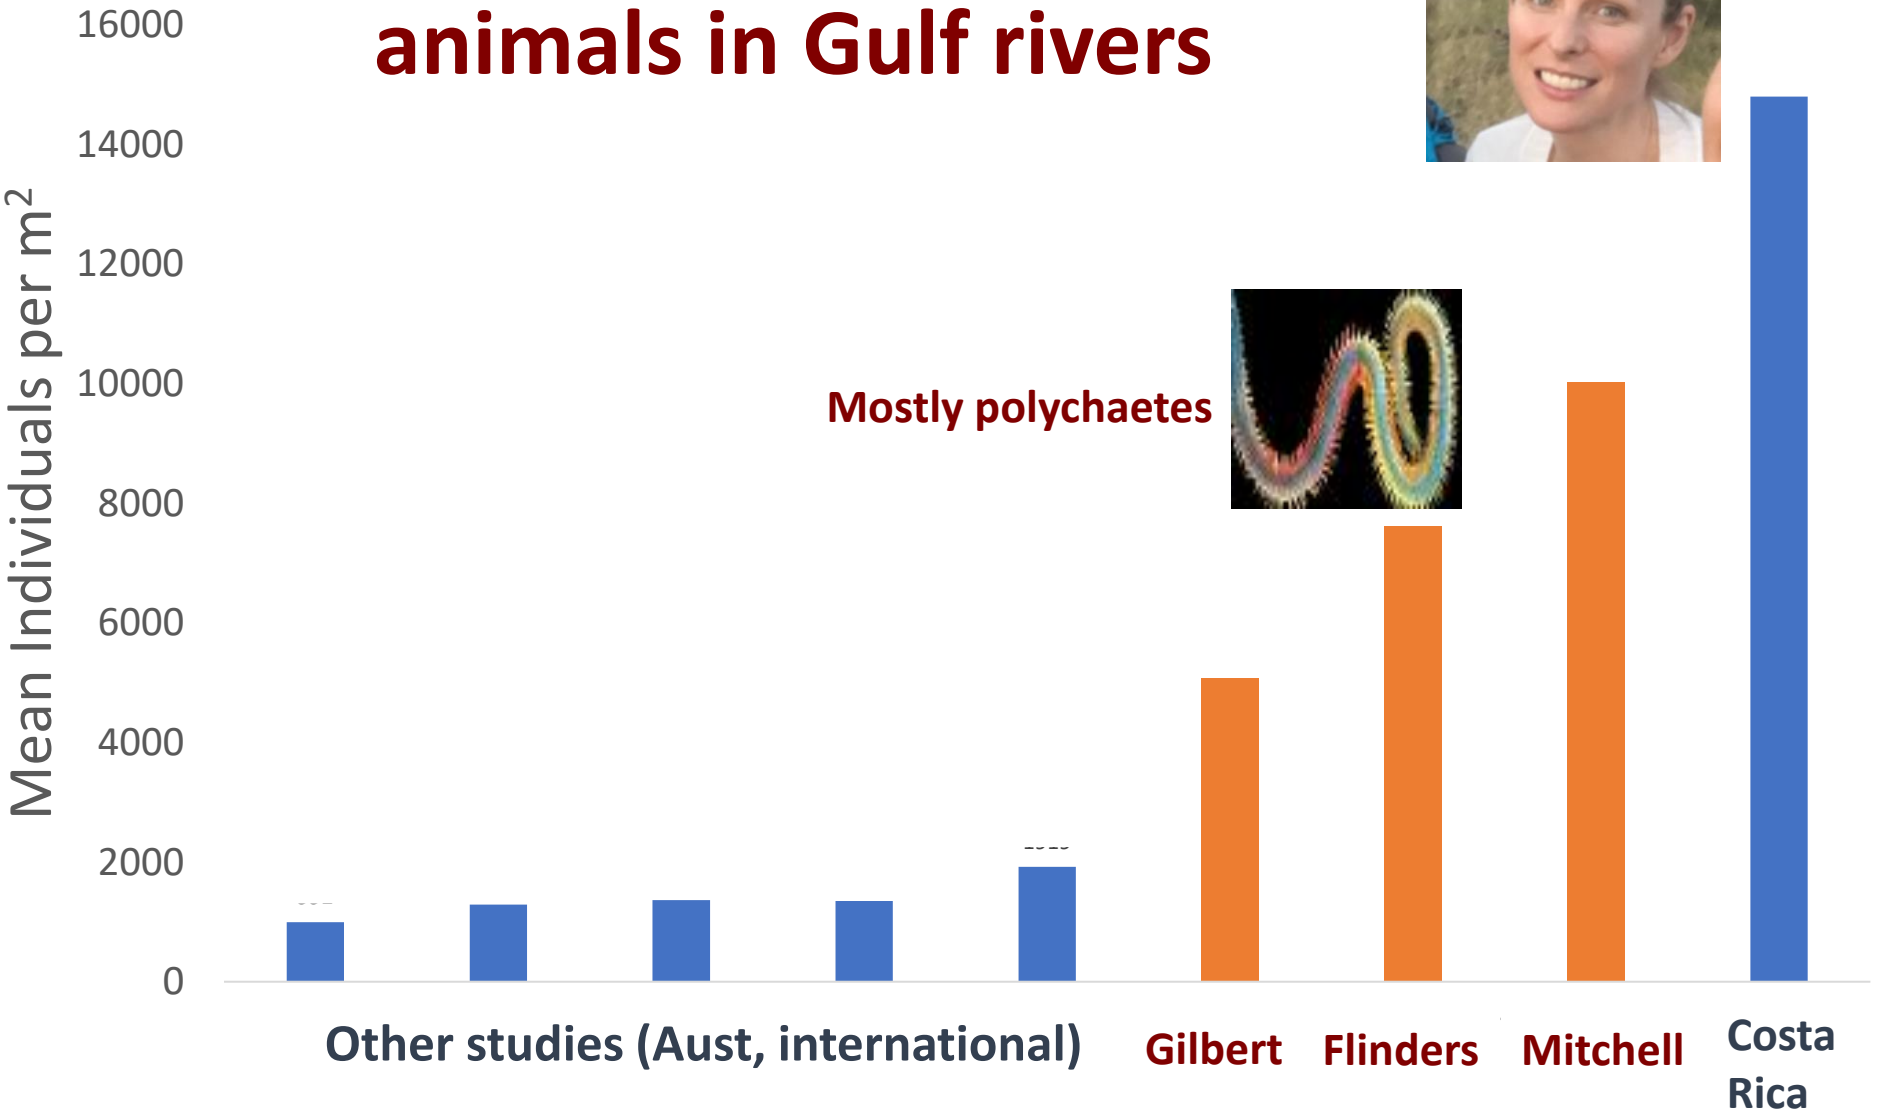 animals in Gulf rivers
Mean Individuals per m²
16000
14000
12000
10000
8000
6000
4000
2000
0
Mostly polychaetes
Other studies (Aust, international)
Gilbert
Flinders
Mitchell
Costa
Rica